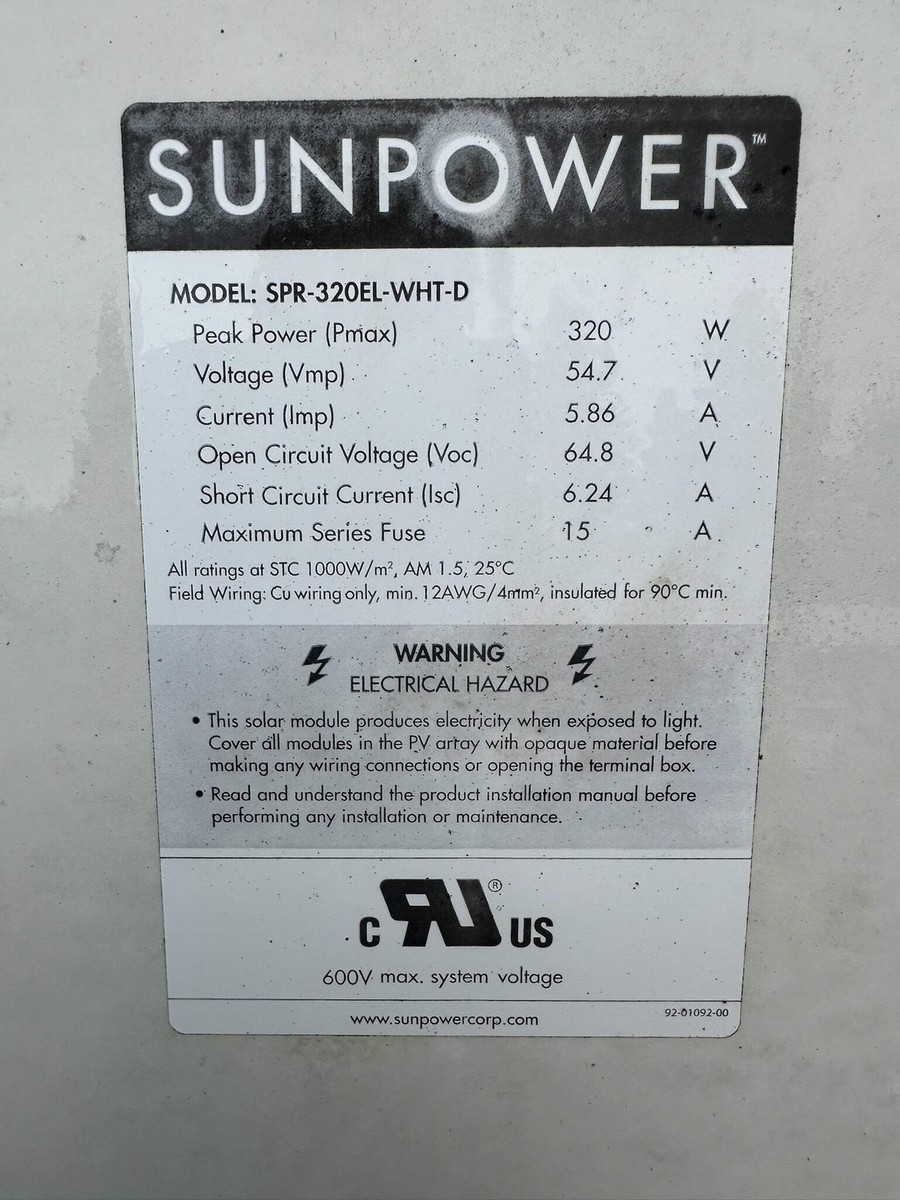 SUNPOWER™
MODEL: SPR-320EL-WHT-D
Peak Power (Pmax) 320 W
Voltage (Vmp) 54.7 V
Current (Imp) 5.86 A
Open Circuit Voltage (Voc) 64.8 V
Short Circuit Current (Isc) 6.24 A
Maximum Series Fuse 15 A
All ratings at STC 1000W/m², AM 1.5, 25°C
Field Wiring: Cu wiring only, min. 12AWG/4mm², insulated for 90°C min.
WARNING
ELECTRICAL HAZARD
• This solar module produces electricity when exposed to light.
Cover all modules in the PV array with opaque material before
making any wiring connections or opening the terminal box.
• Read and understand the product installation manual before
performing any installation or maintenance.
C RU® US
600V max. system voltage
www.sunpowercorp.com 92-01092-00